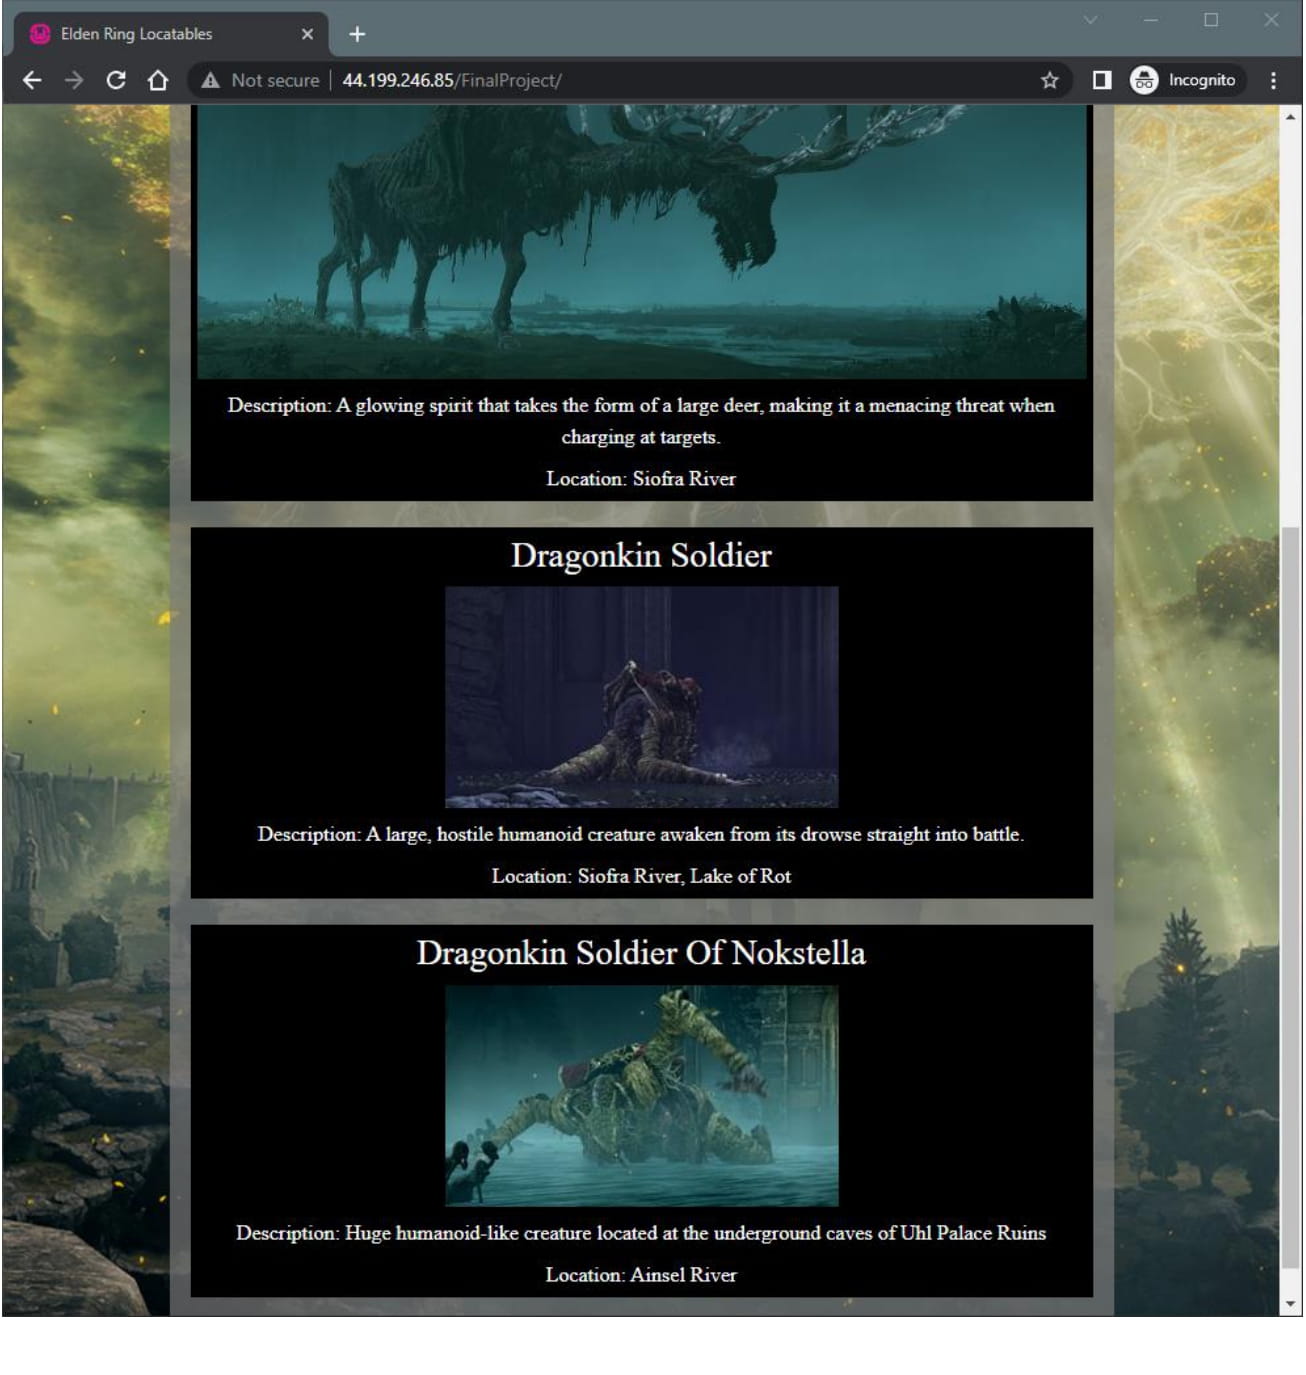 Elden Ring Locatables
Not secure | 44.199.246.85/FinalProject/
Incognito
Description: A glowing spirit that takes the form of a large deer, making it a menacing threat when
charging at targets.
Location: Siofra River
Dragonkin Soldier
Description: A large, hostile humanoid creature awaken from its drowse straight into battle.
Location: Siofra River, Lake of Rot
Dragonkin Soldier Of Nokstella
Description: Huge humanoid-like creature located at the underground caves of Uhl Palace Ruins
Location: Ainsel River